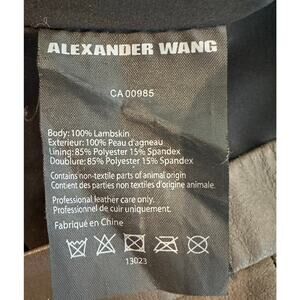 ALEXANDER WANG
CA 00985
Body: 100% Lambskin
Exterieur: 100% Peau d'agneau
Lining: 85% Polyester 15% Spandex
Doublure: 85% Polyester 15% Spandex
Contains non-textile parts of animal origin
Contient des parties non textiles d'origine animale.
Professional leather care only.
Professionnel de cuir uniquement.
Fabriqué en Chine
13023